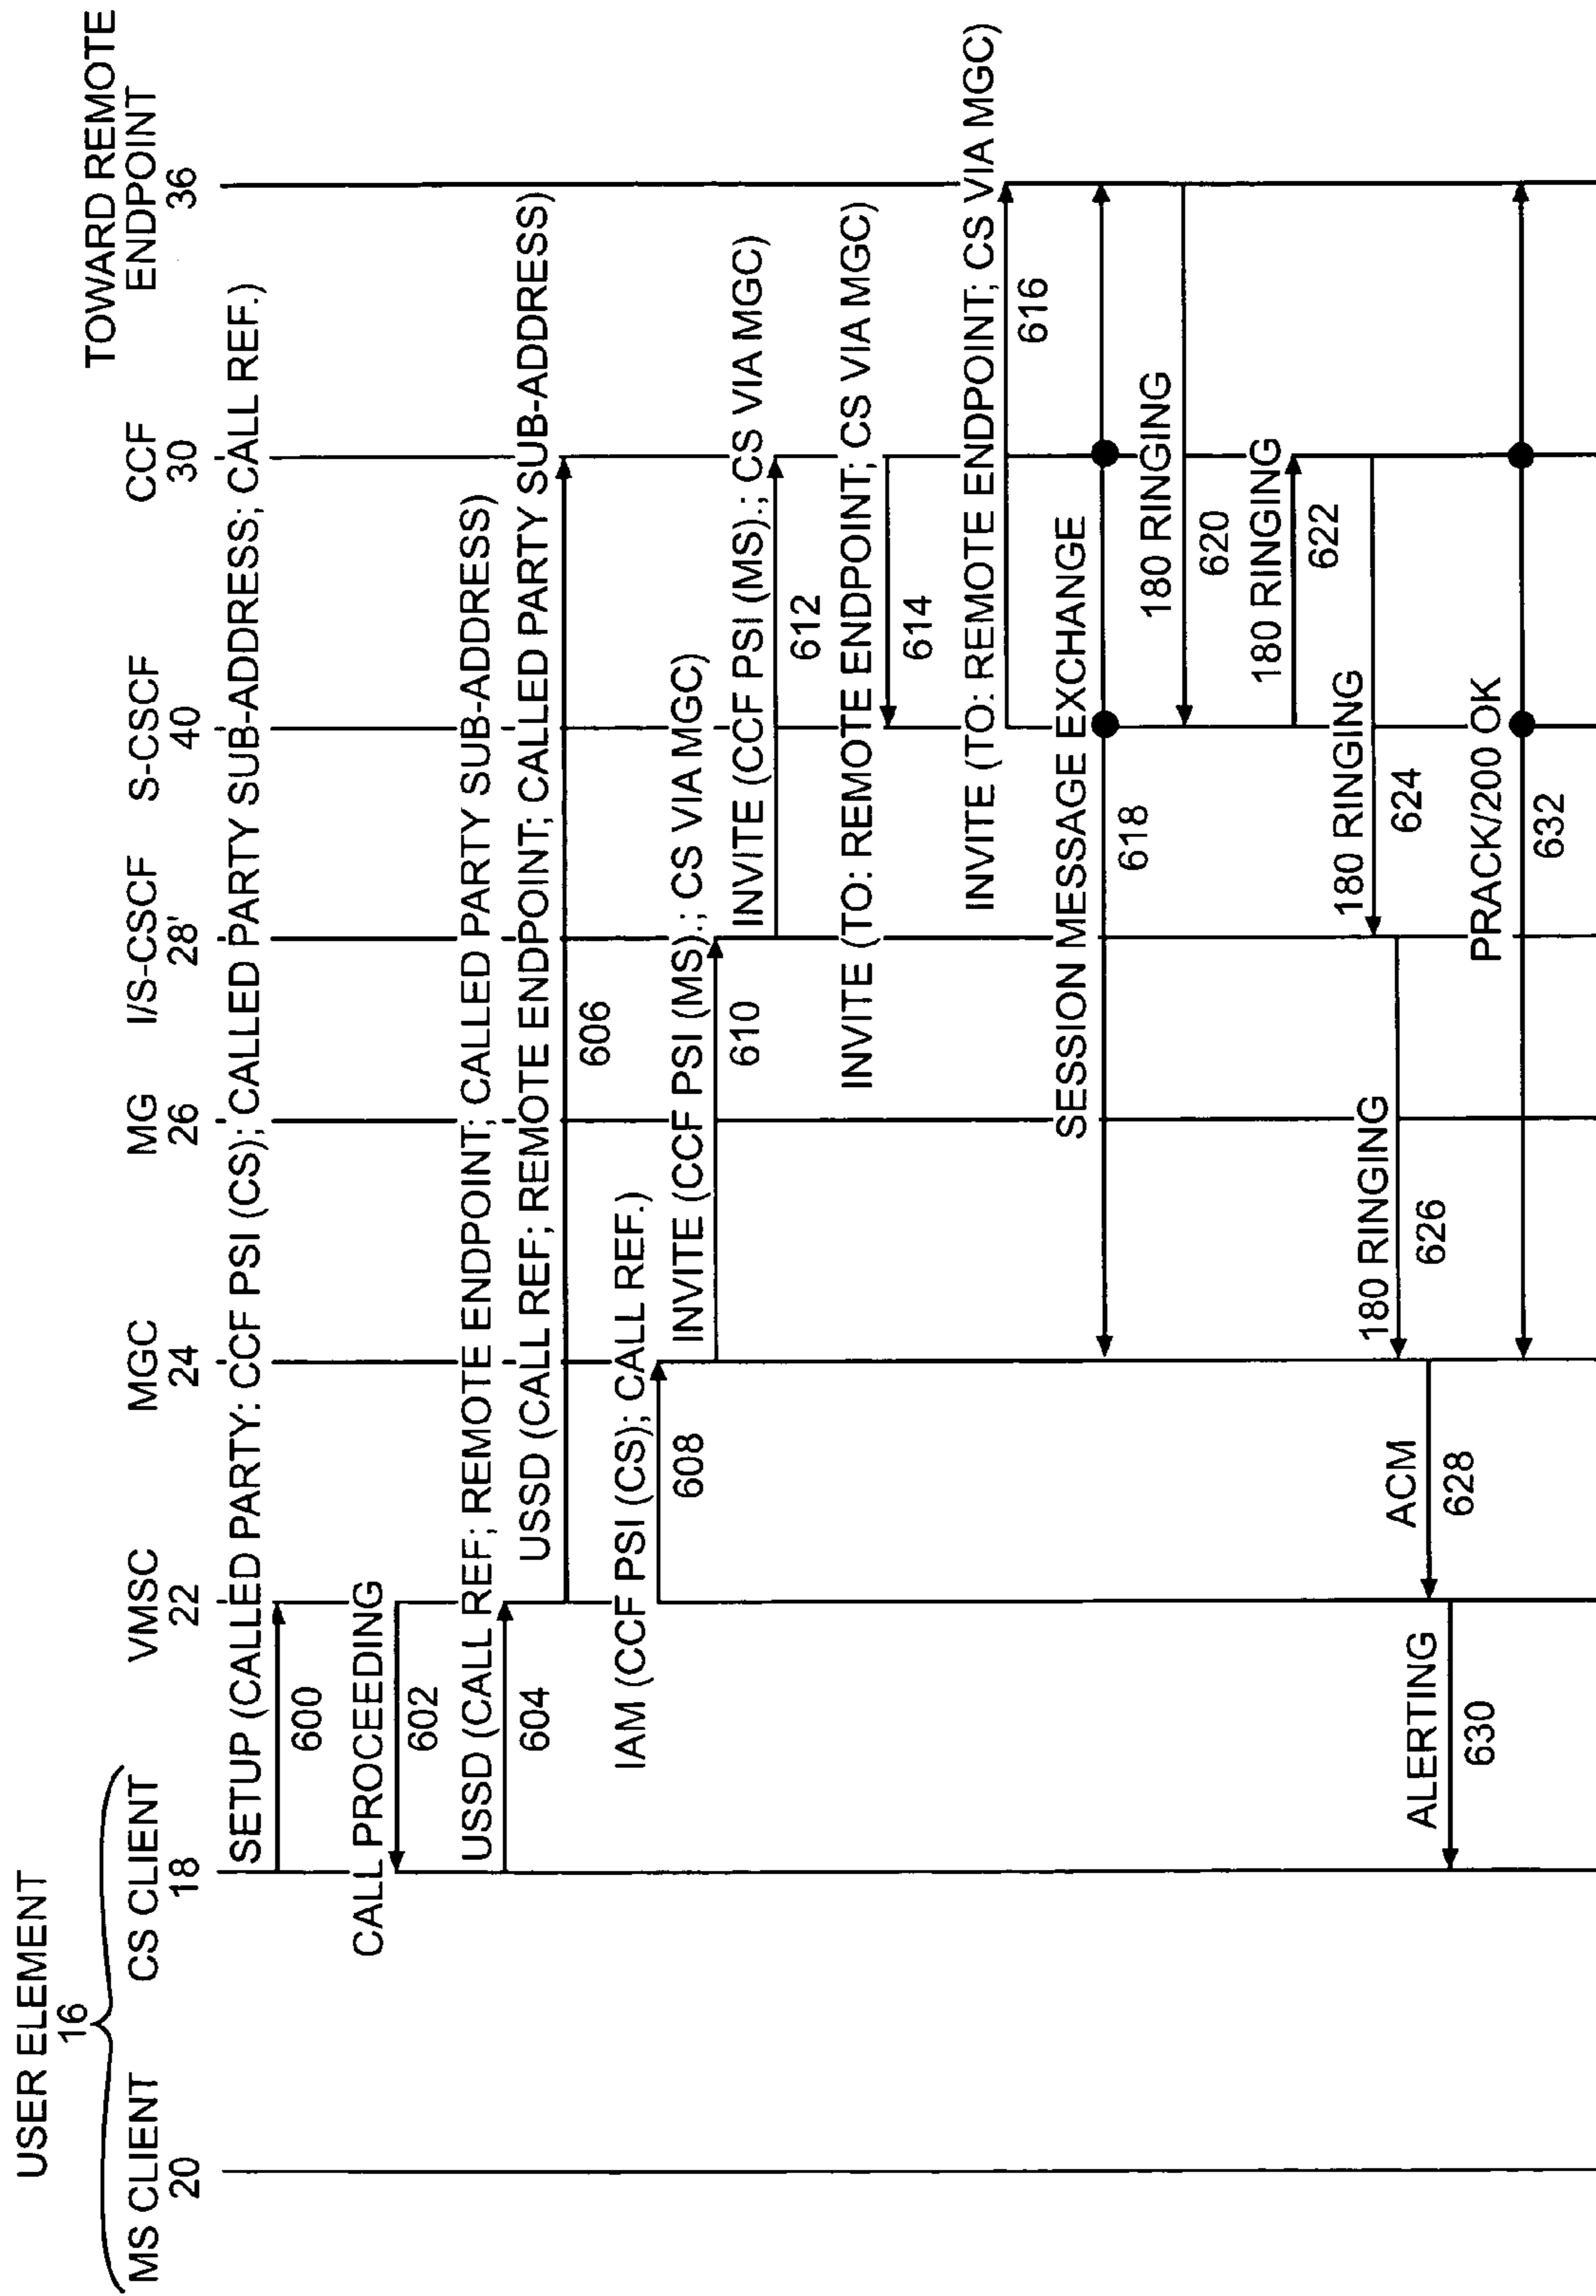 USER ELEMENT
16
MS CLIENT
20
CS CLIENT
18
VMSC
22
MGC
24
MG
26
I/S-CSCF
28'
S-CSCF
40
CCF
30
TOWARD REMOTE
ENDPOINT
36
SETUP (CALLED PARTY: CCF PSI (CS); CALLED PARTY SUB-ADDRESS; CALL REF.)
600
CALL PROCEEDING
602
USSD (CALL REF; REMOTE ENDPOINT; CALLED PARTY SUB-ADDRESS)
604
USSD (CALL REF; REMOTE ENDPOINT; CALLED PARTY SUB-ADDRESS)
606
IAM (CCF PSI (CS); CALL REF.)
608
INVITE (CCF PSI (MS).; CS VIA MGC)
610
INVITE (CCF PSI (MS).; CS VIA MGC)
612
INVITE (TO: REMOTE ENDPOINT; CS VIA MGC)
614
INVITE (TO: REMOTE ENDPOINT; CS VIA MGC)
616
SESSION MESSAGE EXCHANGE
618
180 RINGING
620
180 RINGING
622
180 RINGING
624
180 RINGING
626
ACM
628
ALERTING
630
PRACK/200 OK
632